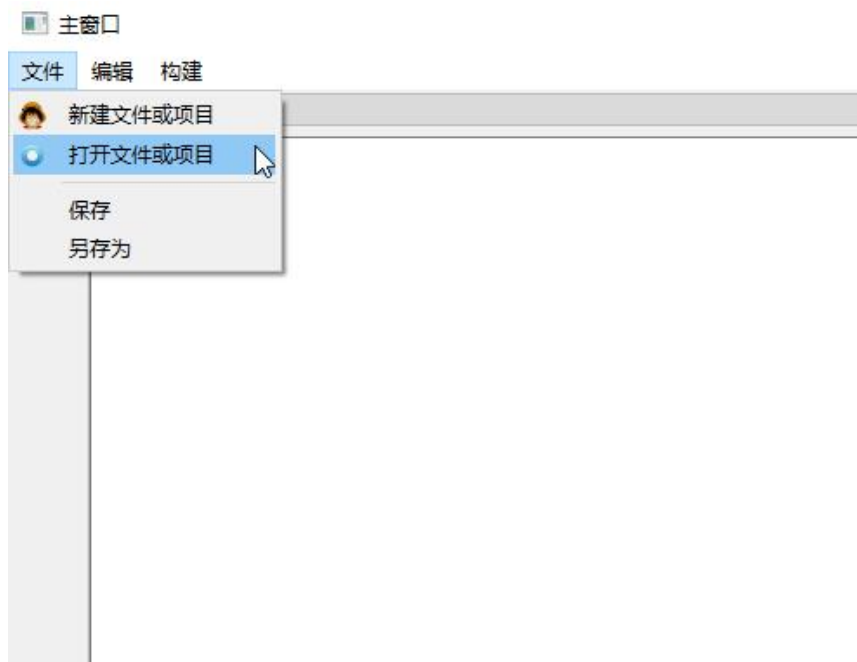 主窗口
文件 编辑 构建
新建文件或项目
打开文件或项目
保存
另存为